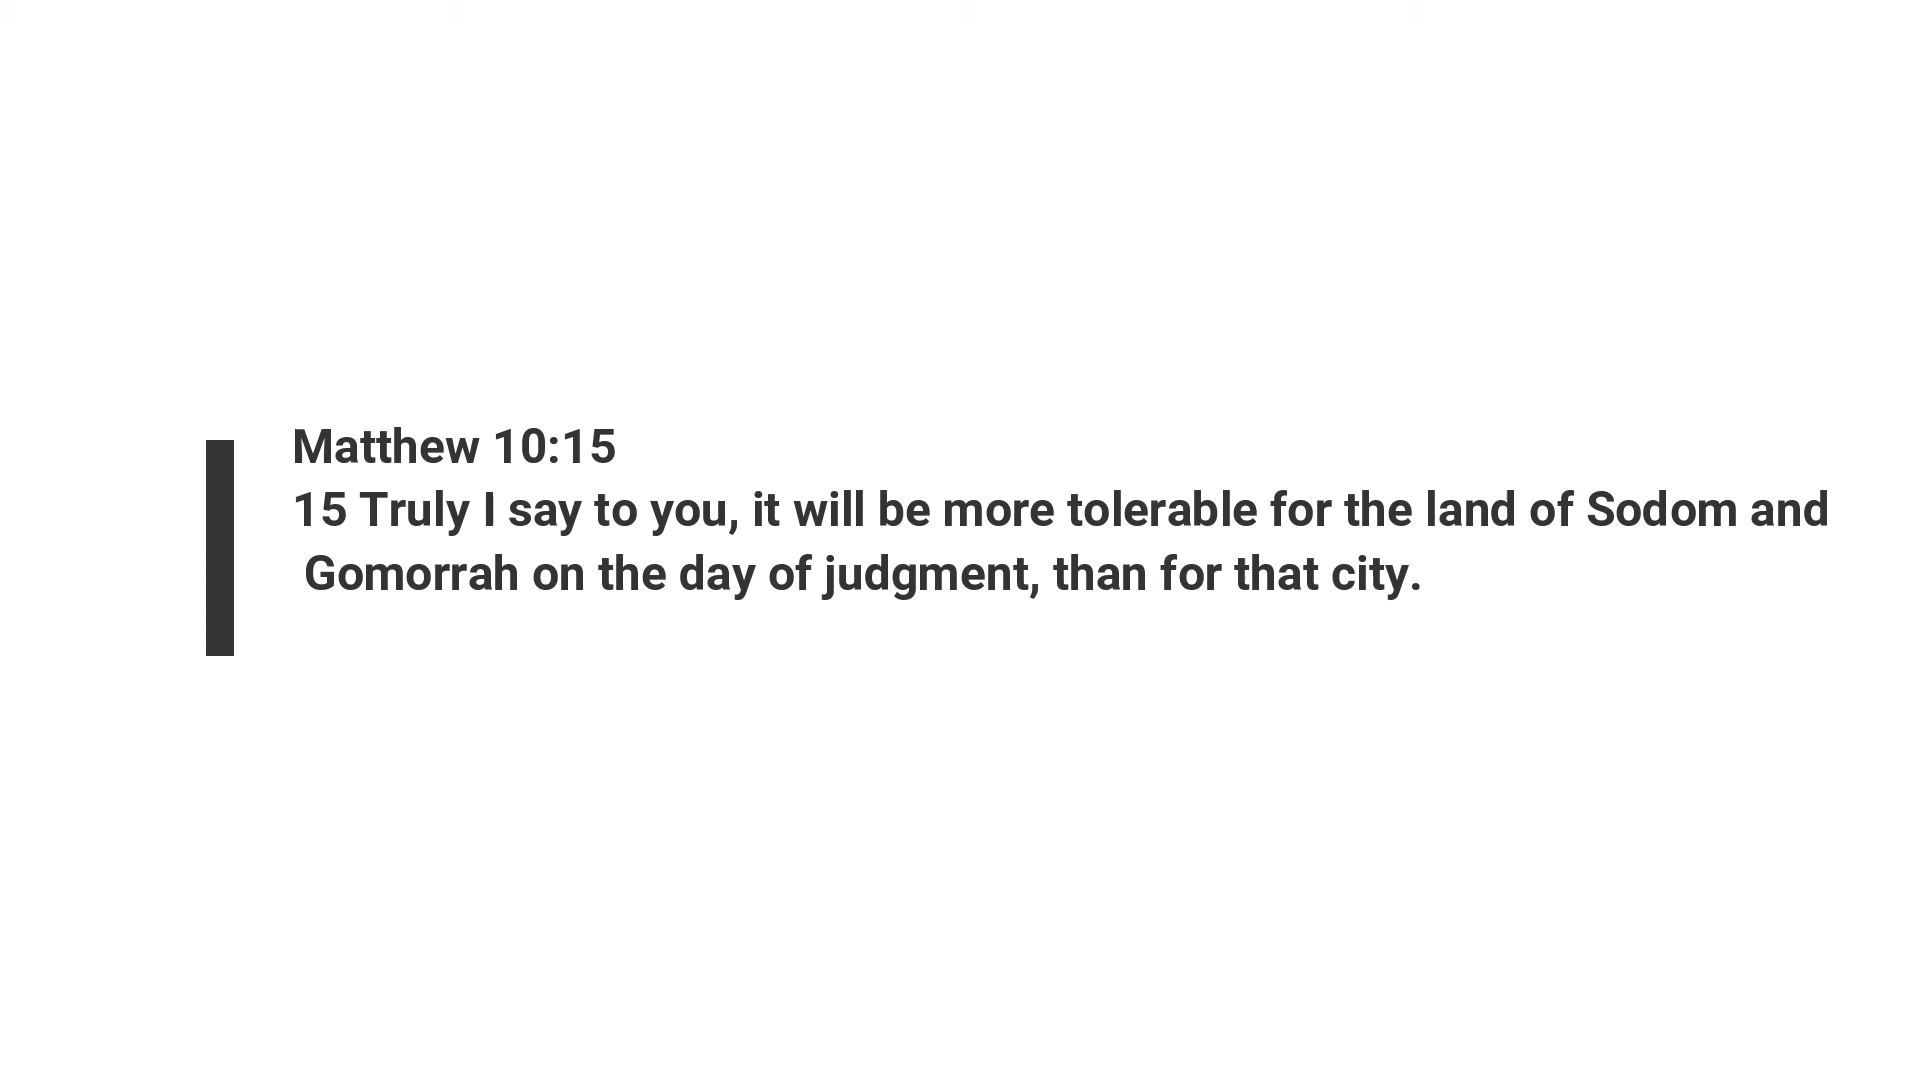 Matthew 10:15
15 Truly I say to you, it will be more tolerable for the land of Sodom and
Gomorrah on the day of judgment, than for that city.